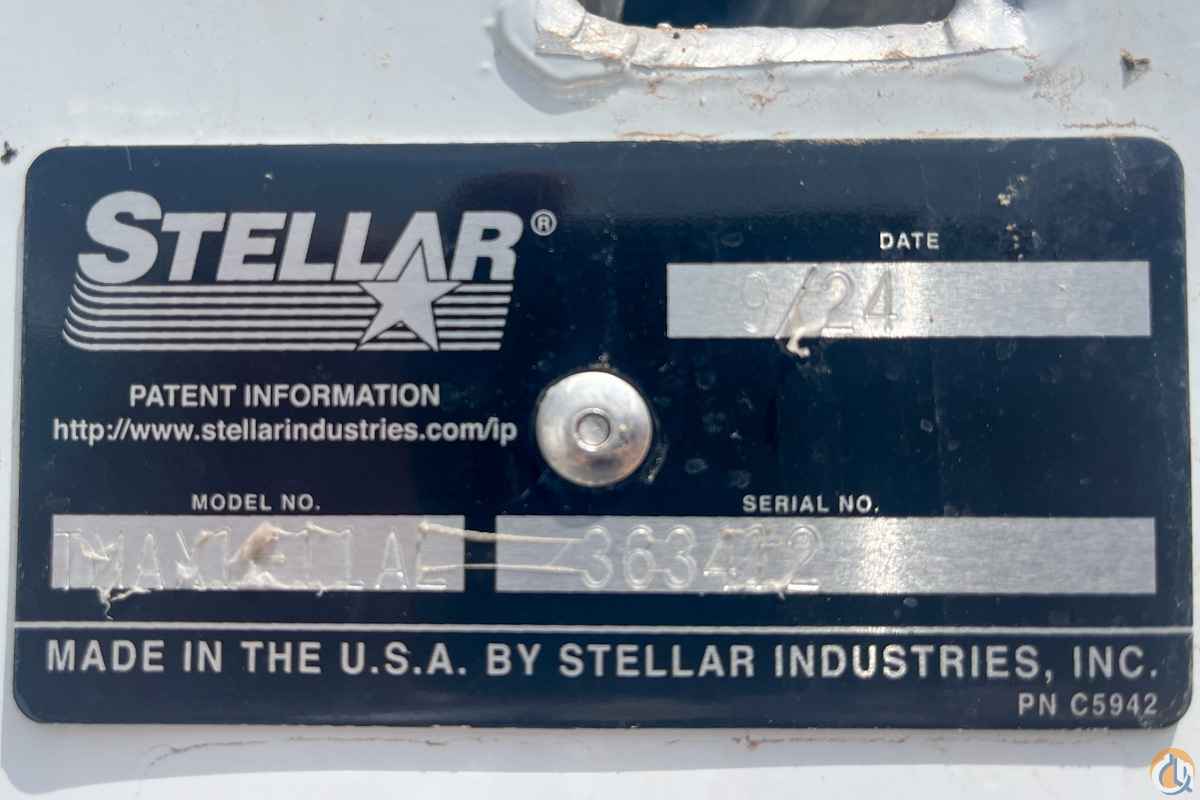 STELLAR®
DATE
9/24
PATENT INFORMATION
http://www.stellarindustries.com/ip
MODEL NO.
SERIAL NO.
MADE IN THE U.S.A. BY STELLAR INDUSTRIES, INC.
PN C5942